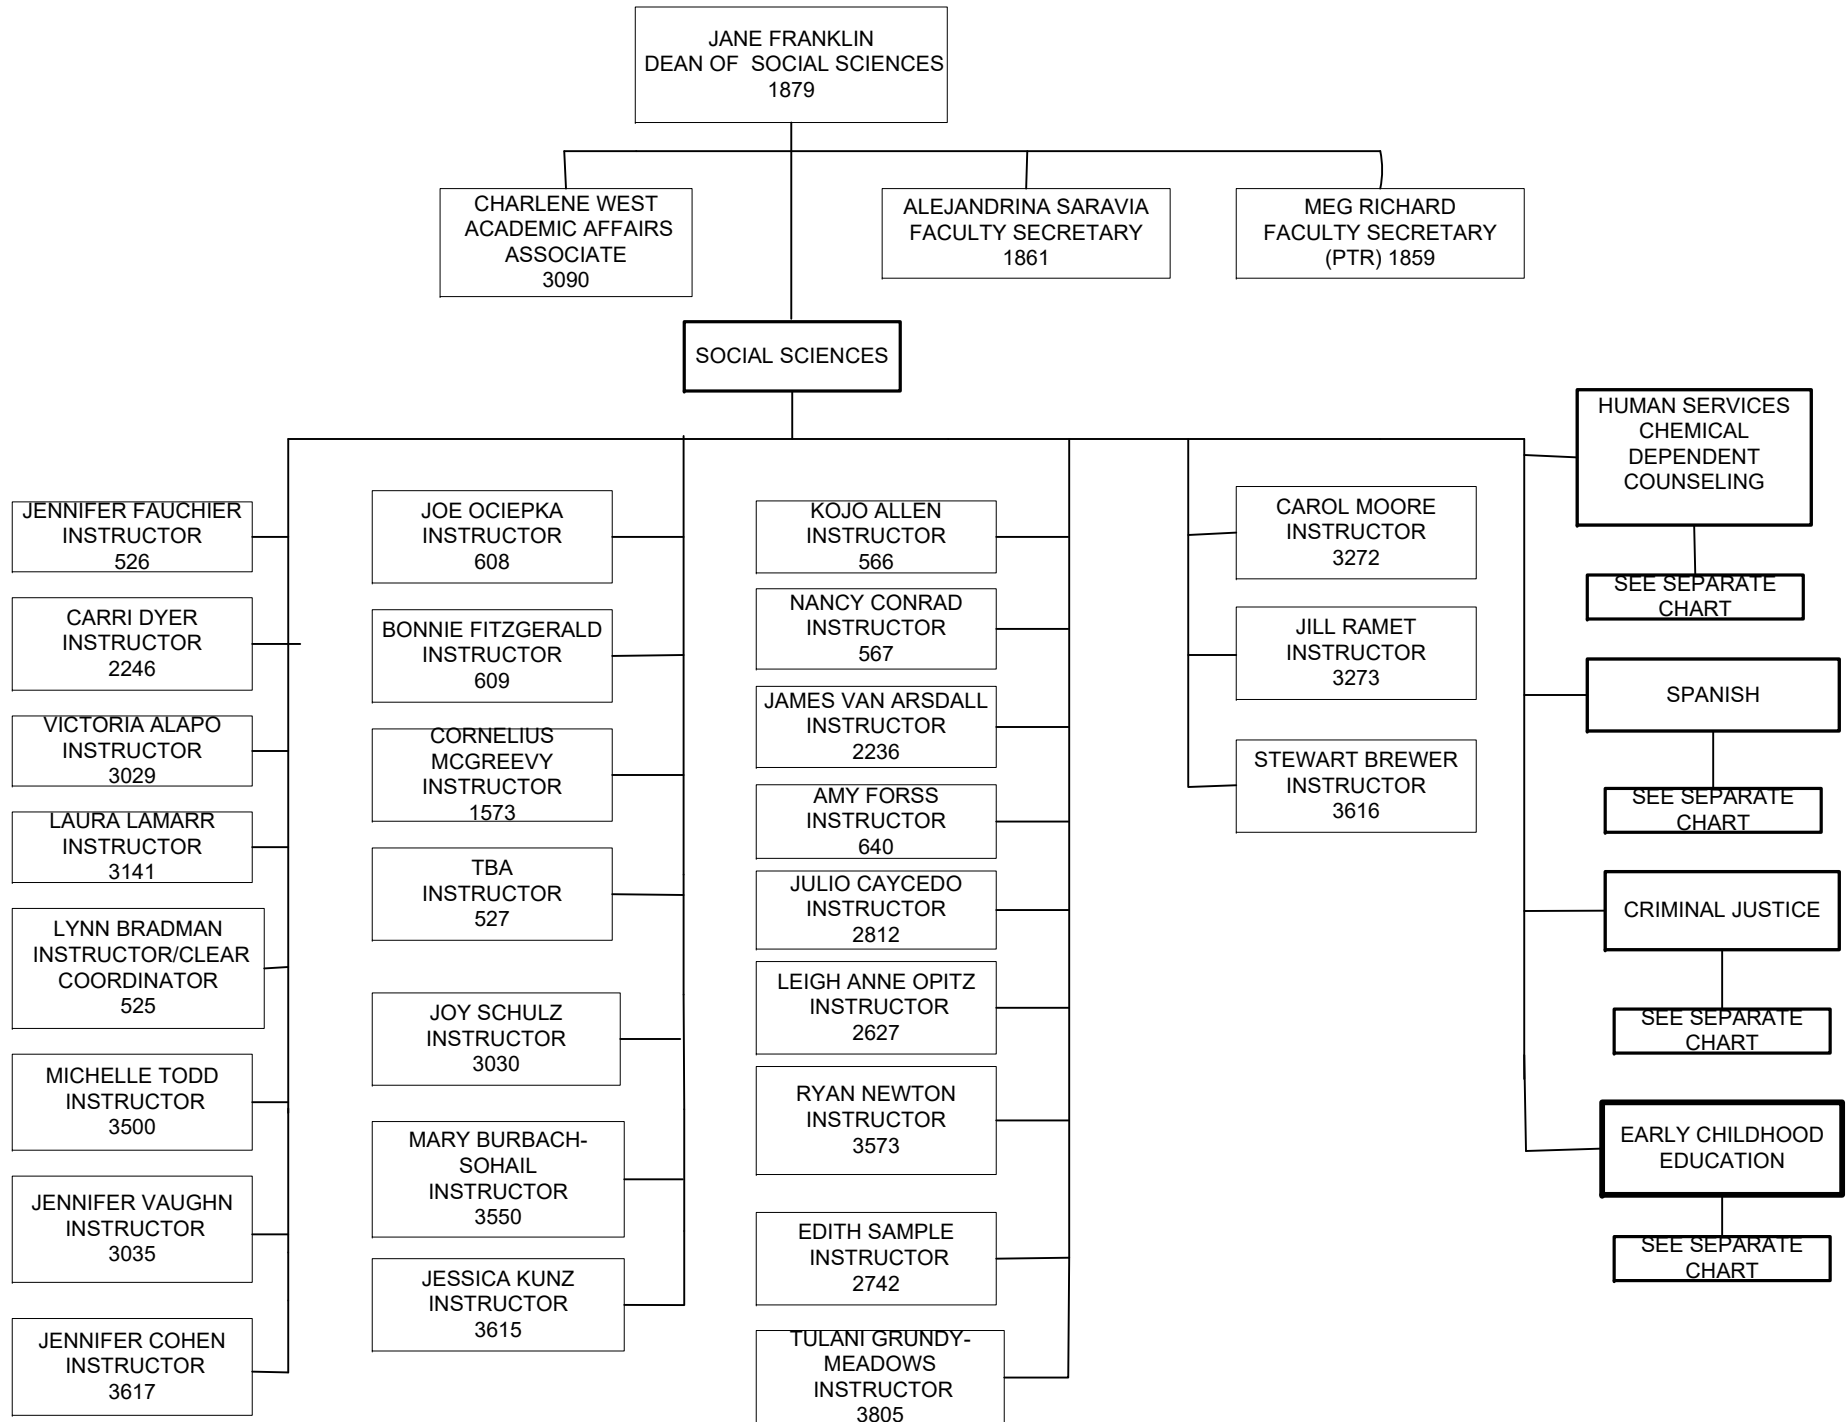 JANE FRANKLIN
DEAN OF  SOCIAL SCIENCES
1879
CHARLENE WEST
ACADEMIC AFFAIRS
ASSOCIATE
3090
ALEJANDRINA SARAVIA
FACULTY SECRETARY
1861
MEG RICHARD
FACULTY SECRETARY
(PTR) 1859
SOCIAL SCIENCES
JENNIFER FAUCHIER
INSTRUCTOR
526
CARRI DYER
INSTRUCTOR
2246
VICTORIA ALAPO
INSTRUCTOR
3029
LAURA LAMARR
INSTRUCTOR
3141
LYNN BRADMAN
INSTRUCTOR/CLEAR
COORDINATOR
525
MICHELLE TODD
INSTRUCTOR
3500
JENNIFER VAUGHN
INSTRUCTOR
3035
JENNIFER COHEN
INSTRUCTOR
3617
JOE OCIEPKA
INSTRUCTOR
608
BONNIE FITZGERALD
INSTRUCTOR
609
CORNELIUS
MCGREEVY
INSTRUCTOR
1573
TBA
INSTRUCTOR
527
JOY SCHULZ
INSTRUCTOR
3030
MARY BURBACH-
SOHAIL
INSTRUCTOR
3550
JESSICA KUNZ
INSTRUCTOR
3615
KOJO ALLEN
INSTRUCTOR
566
NANCY CONRAD
INSTRUCTOR
567
JAMES VAN ARSDALL
INSTRUCTOR
2236
AMY FORSS
INSTRUCTOR
640
JULIO CAYCEDO
INSTRUCTOR
2812
LEIGH ANNE OPITZ
INSTRUCTOR
2627
RYAN NEWTON
INSTRUCTOR
3573
EDITH SAMPLE
INSTRUCTOR
2742
TULANI GRUNDY-
MEADOWS
INSTRUCTOR
3805
CAROL MOORE
INSTRUCTOR
3272
JILL RAMET
INSTRUCTOR
3273
STEWART BREWER
INSTRUCTOR
3616
HUMAN SERVICES
CHEMICAL
DEPENDENT
COUNSELING
SEE SEPARATE
CHART
SPANISH
SEE SEPARATE
CHART
CRIMINAL JUSTICE
SEE SEPARATE
CHART
EARLY CHILDHOOD
EDUCATION
SEE SEPARATE
CHART